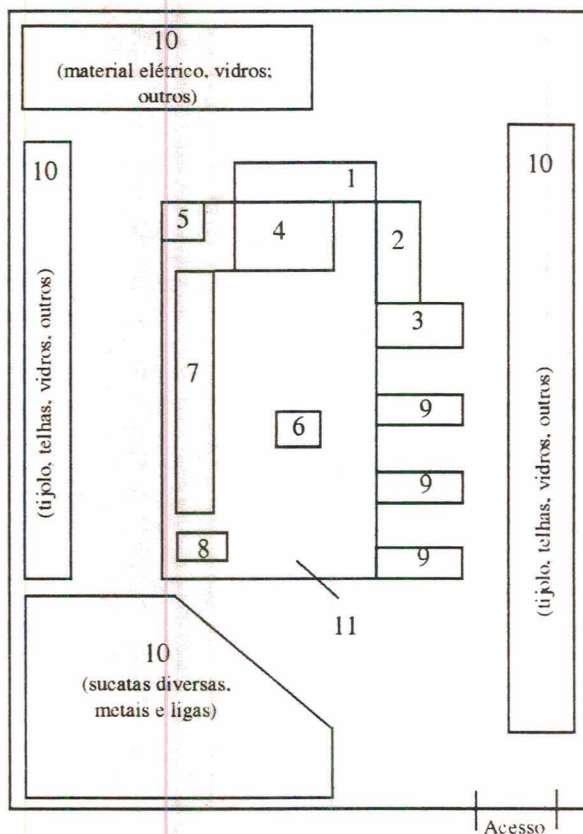 10
(material elétrico, vidros;
outros)
10
(tijolo, telhas, vidros, outros)
10
(tijolo, telhas, vidros, outros)
1
5
4
2
3
7
6
9
9
8
9
11
10
(sucatas diversas,
metais e ligas)
Acesso